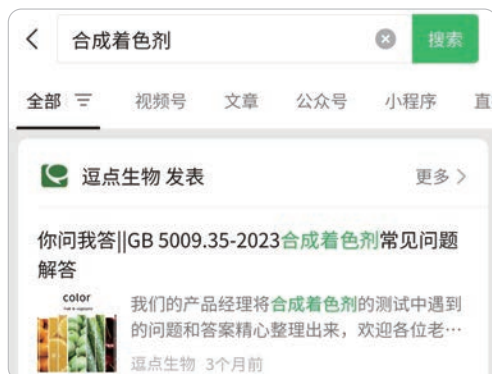 合成着色剂
搜索
全部
视频号
文章
公众号
小程序
直
逗点生物 发表
更多
你问我答||GB 5009.35-2023合成着色剂常见问题
解答
color
我们的产品经理将合成着色剂的测试中遇到
的问题和答案精心整理出来，欢迎各位老…
逗点生物 3个月前